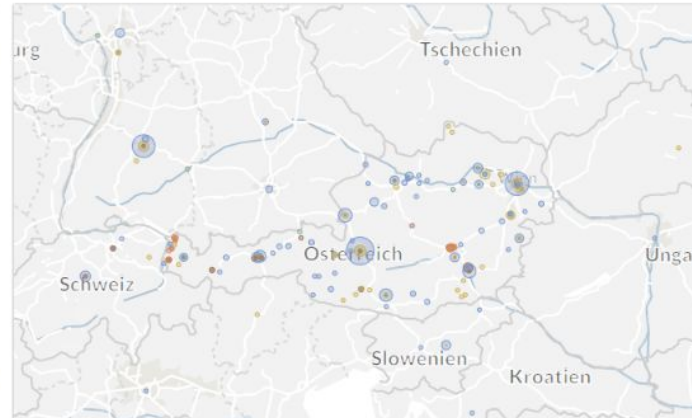 urg
Tschechien
Österreich
Schweiz
Unga
Slowenien
Kroatien